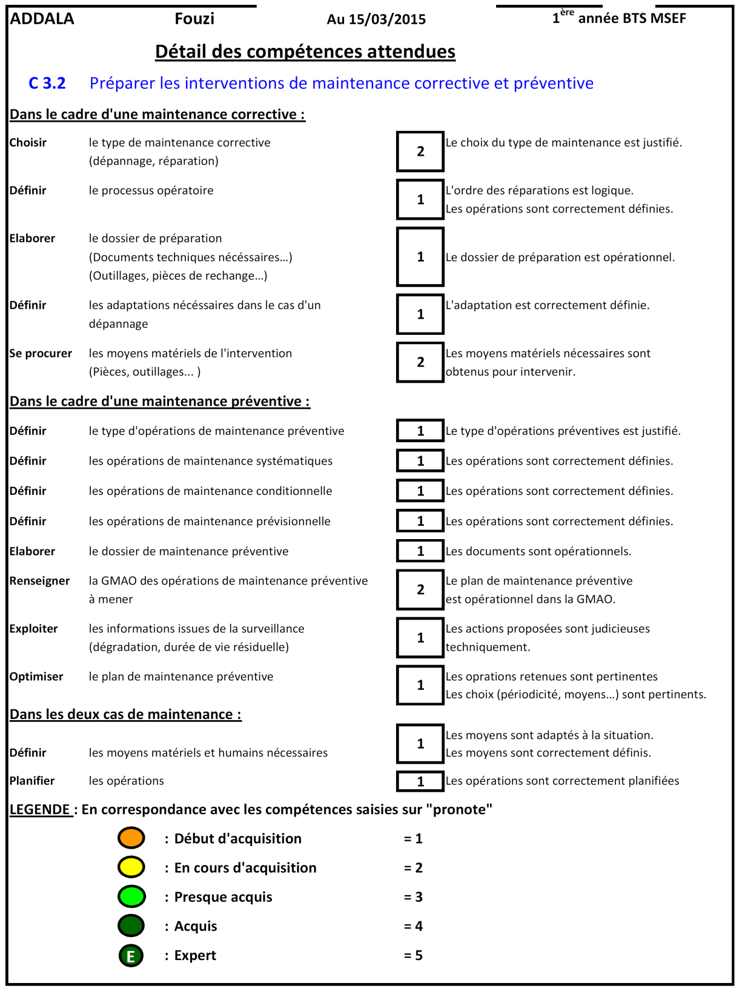 ADDALA Fouzi Au 15/03/2015 1ère année BTS MSEF
Détail des compétences attendues
C 3.2 Préparer les interventions de maintenance corrective et préventive
Dans le cadre d'une maintenance corrective :
Choisir le type de maintenance corrective 2 Le choix du type de maintenance est justifié.
(dépannage, réparation)
Définir le processus opératoire 1 L'ordre des réparations est logique.
Les opérations sont correctement définies.
Elaborer le dossier de préparation
(Documents techniques nécéssaires...) 1 Le dossier de préparation est opérationnel.
(Outillages, pièces de rechange...)
Définir les adaptations nécéssaires dans le cas d'un 1 L'adaptation est correctement définie.
dépannage
Se procurer les moyens matériels de l'intervention 2 Les moyens matériels nécessaires sont
(Pièces, outillages... ) obtenus pour intervenir.
Dans le cadre d'une maintenance préventive :
Définir le type d'opérations de maintenance préventive 1 Le type d'opérations préventives est justifié.
Définir les opérations de maintenance systématiques 1 Les opérations sont correctement définies.
Définir les opérations de maintenance conditionnelle 1 Les opérations sont correctement définies.
Définir les opérations de maintenance prévisionnelle 1 Les opérations sont correctement définies.
Elaborer le dossier de maintenance préventive 1 Les documents sont opérationnels.
Renseigner la GMAO des opérations de maintenance préventive 2 Le plan de maintenance préventive
à mener est opérationnel dans la GMAO.
Exploiter les informations issues de la surveillance 1 Les actions proposées sont judicieuses
(dégradation, durée de vie résiduelle) techniquement.
Optimiser le plan de maintenance préventive 1 Les oprations retenues sont pertinentes
Les choix (périodicité, moyens...) sont pertinents.
Dans les deux cas de maintenance :
1 Les moyens sont adaptés à la situation.
Définir les moyens matériels et humains nécessaires Les moyens sont correctement définis.
Planifier les opérations 1 Les opérations sont correctement planifiées
LEGENDE : En correspondance avec les compétences saisies sur "pronote"
: Début d'acquisition = 1
: En cours d'acquisition = 2
: Presque acquis = 3
: Acquis = 4
E : Expert = 5